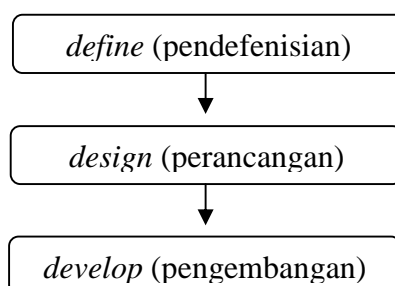 define (pendefenisian)
design (perancangan)
develop (pengembangan)